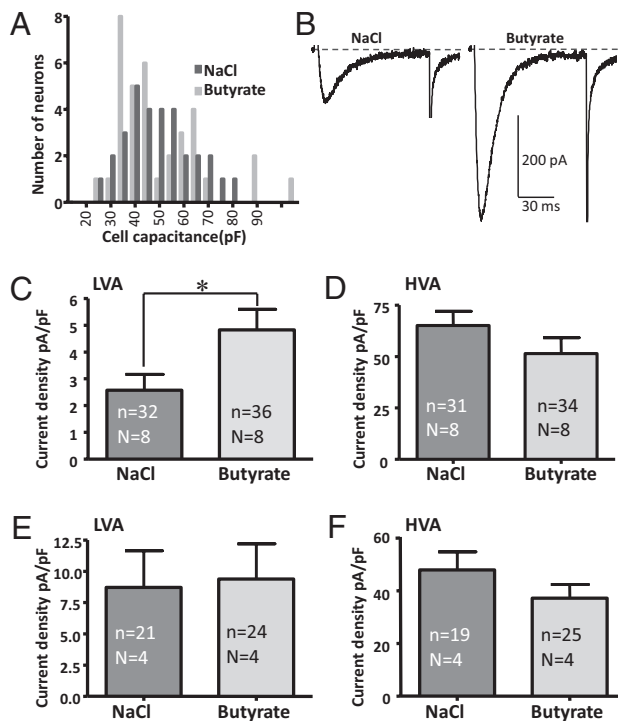 A
Number of neurons
8
6
4
2
0
NaCl
Butyrate
20 30 40 50 60 70 80 90
Cell capacitance(pF)
B
NaCl
Butyrate
200 pA
30 ms
C
LVA
*
Current density pA/pF
6
5
4
3
2
1
0
n=32
N=8
n=36
N=8
NaCl
Butyrate
D
HVA
Current density pA/pF
75
50
25
0
n=31
N=8
n=34
N=8
NaCl
Butyrate
E
LVA
Current density pA/pF
12.5
10.0
7.5
5.0
2.5
0.0
n=21
N=4
n=24
N=4
NaCl
Butyrate
F
HVA
Current density pA/pF
60
40
20
0
n=19
N=4
n=25
N=4
NaCl
Butyrate